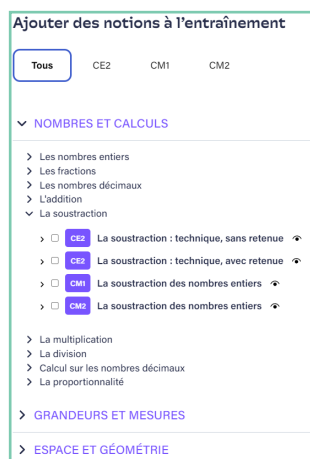 Ajouter des notions à l'entraînement
Tous CE2 CM1 CM2
NOMBRES ET CALCULS
Les nombres entiers
Les fractions
Les nombres décimaux
L'addition
La soustraction
CE2 La soustraction : technique, sans retenue
CE2 La soustraction : technique, avec retenue
CM1 La soustraction des nombres entiers
CM2 La soustraction des nombres entiers
La multiplication
La division
Calcul sur les nombres décimaux
La proportionnalité
GRANDEURS ET MESURES
ESPACE ET GÉOMÉTRIE